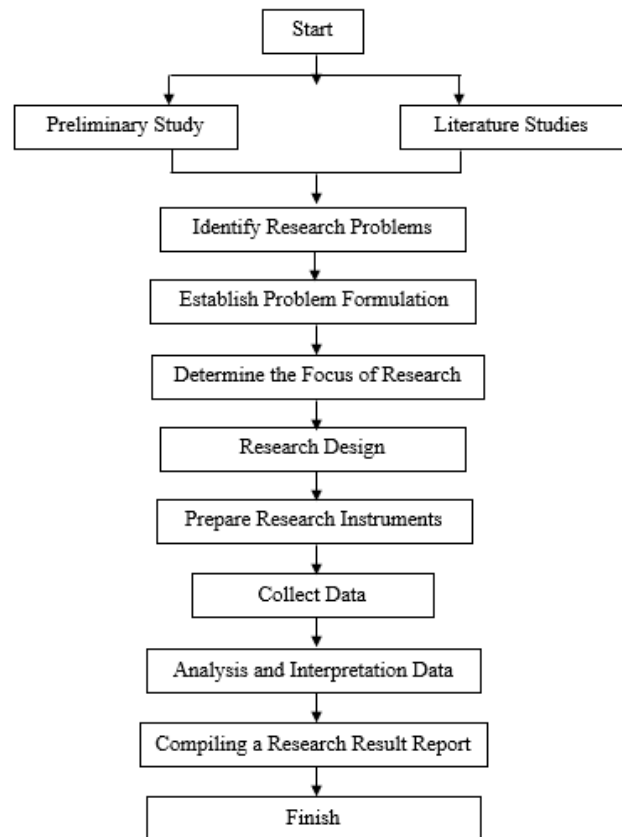 Start
Preliminary Study
Literature Studies
Identify Research Problems
Establish Problem Formulation
Determine the Focus of Research
Research Design
Prepare Research Instruments
Collect Data
Analysis and Interpretation Data
Compiling a Research Result Report
Finish